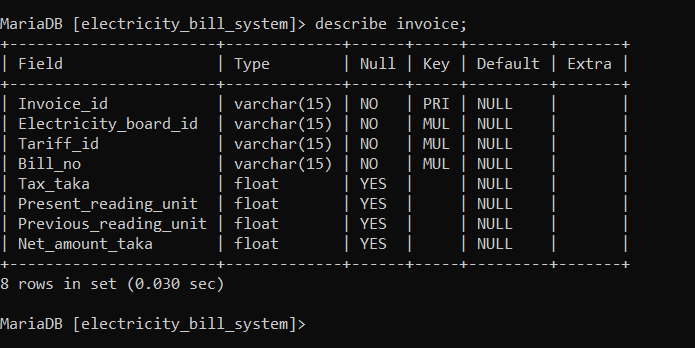 MariaDB [electricity_bill_system]> describe invoice;
+-----------------------+-------------+------+-----+---------+-------+
| Field                 | Type        | Null | Key | Default | Extra |
+-----------------------+-------------+------+-----+---------+-------+
| Invoice_id            | varchar(15) | NO   | PRI | NULL    |       |
| Electricity_board_id  | varchar(15) | NO   | MUL | NULL    |       |
| Tariff_id             | varchar(15) | NO   | MUL | NULL    |       |
| Bill_no               | varchar(15) | NO   | MUL | NULL    |       |
| Tax_taka              | float       | YES  |     | NULL    |       |
| Present_reading_unit  | float       | YES  |     | NULL    |       |
| Previous_reading_unit | float       | YES  |     | NULL    |       |
| Net_amount_taka       | float       | YES  |     | NULL    |       |
+-----------------------+-------------+------+-----+---------+-------+
8 rows in set (0.030 sec)
MariaDB [electricity_bill_system]>